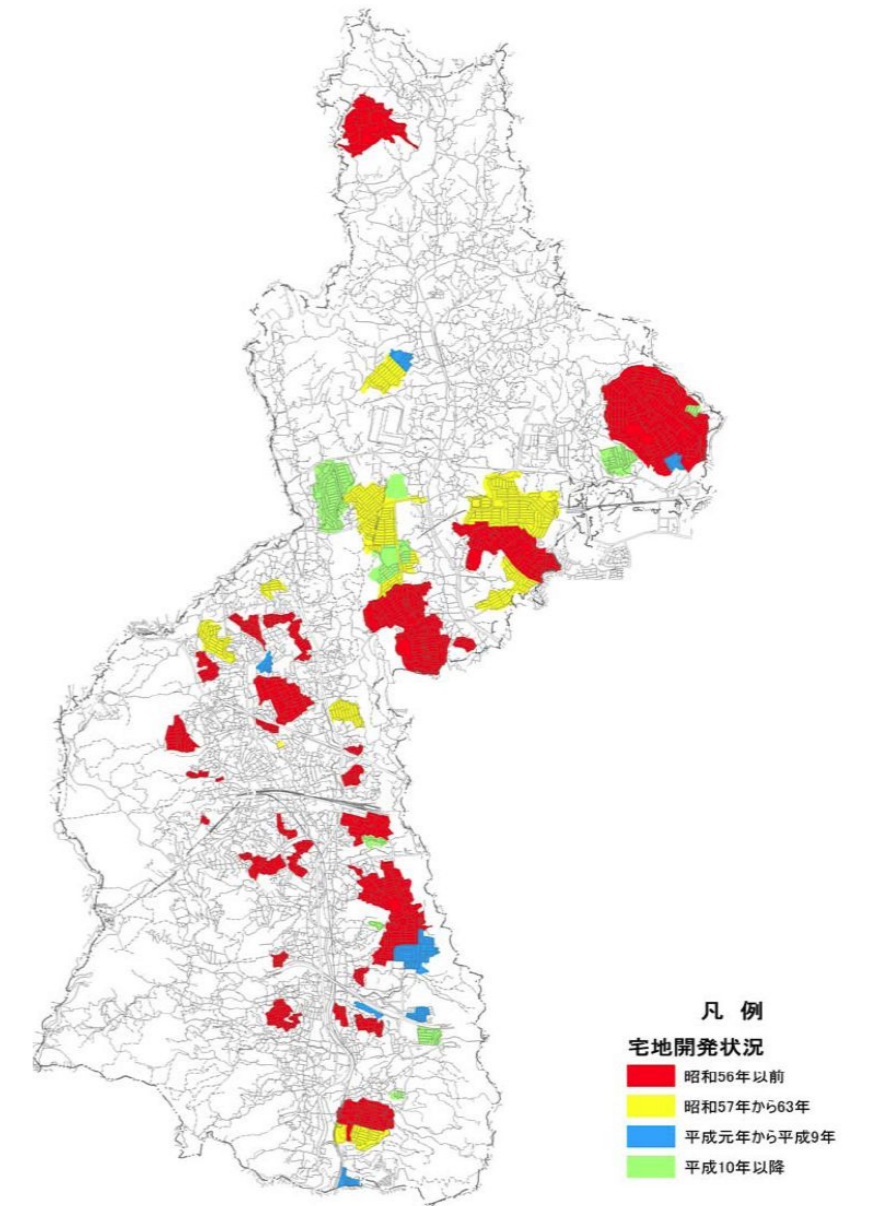 凡 例
宅地開発状況
昭和56年以前
昭和57年から63年
平成元年から平成9年
平成10年以降